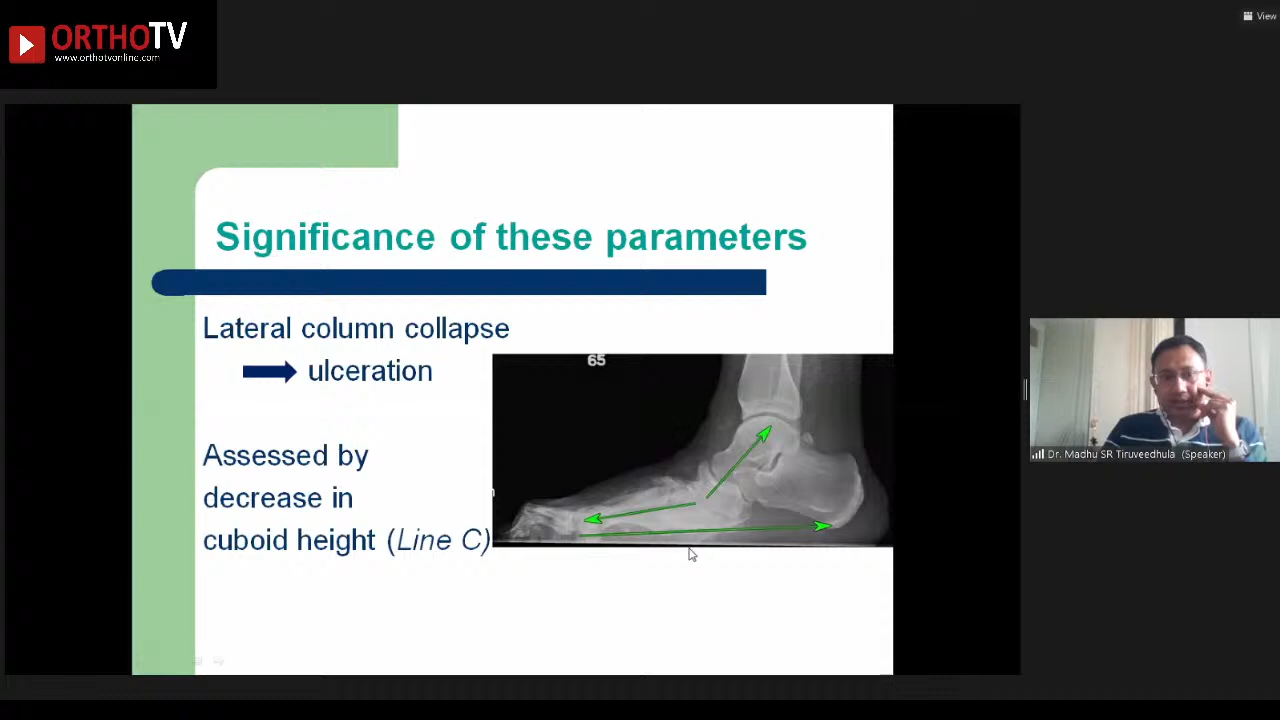 ORTHOTV
www.orthotvonline.com
View
Significance of these parameters
Lateral column collapse
ulceration
65
Assessed by
decrease in
cuboid height (Line C)
Dr. Madhu SR Tiruveedhula (Speaker)